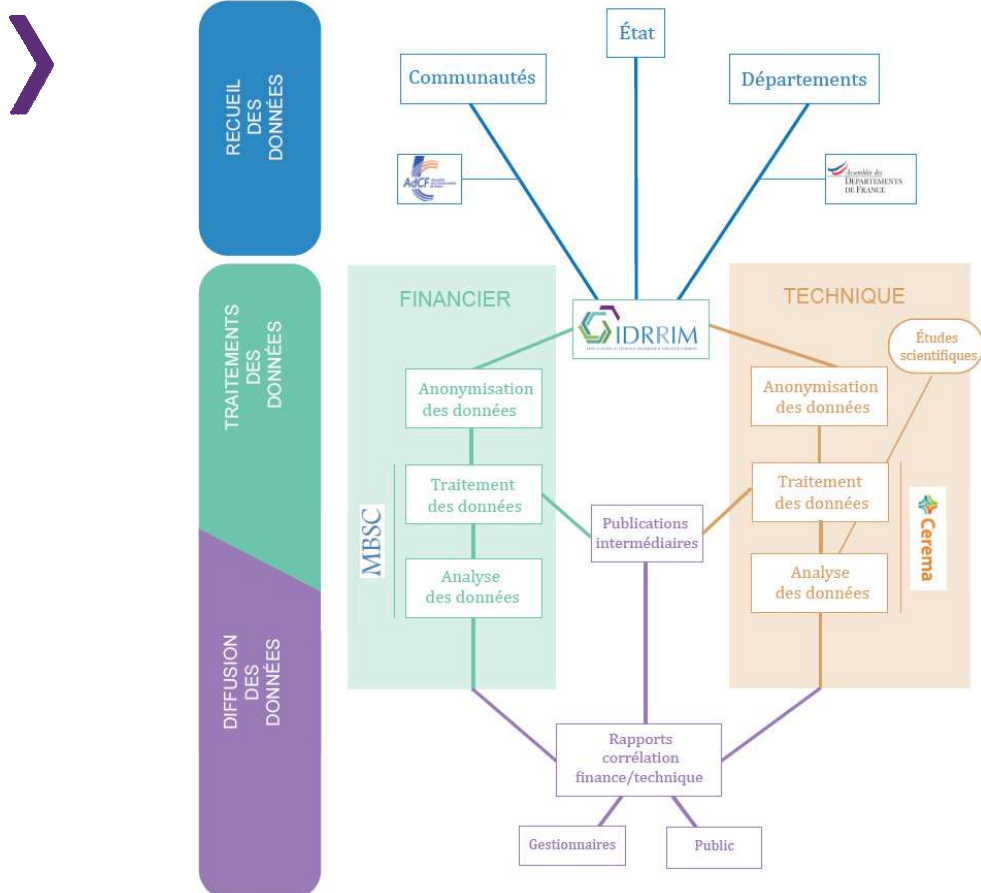 RECUEIL
DES
DONNÉES
État
Communautés
Départements
AdCF
Assemblée des
DÉPARTEMENTS
DE FRANCE
TRAITEMENTS
DES
DONNÉES
FINANCIER
IDRRIM
TECHNIQUE
Études
scientifiques
Anonymisation
des données
Anonymisation
des données
MBSC
Traitement
des données
Publications
intermédiaires
Traitement
des données
Cerema
Analyse
des données
Analyse
des données
DIFFUSION
DES
DONNÉES
Rapports
corrélation
finance/technique
Gestionnaires
Public